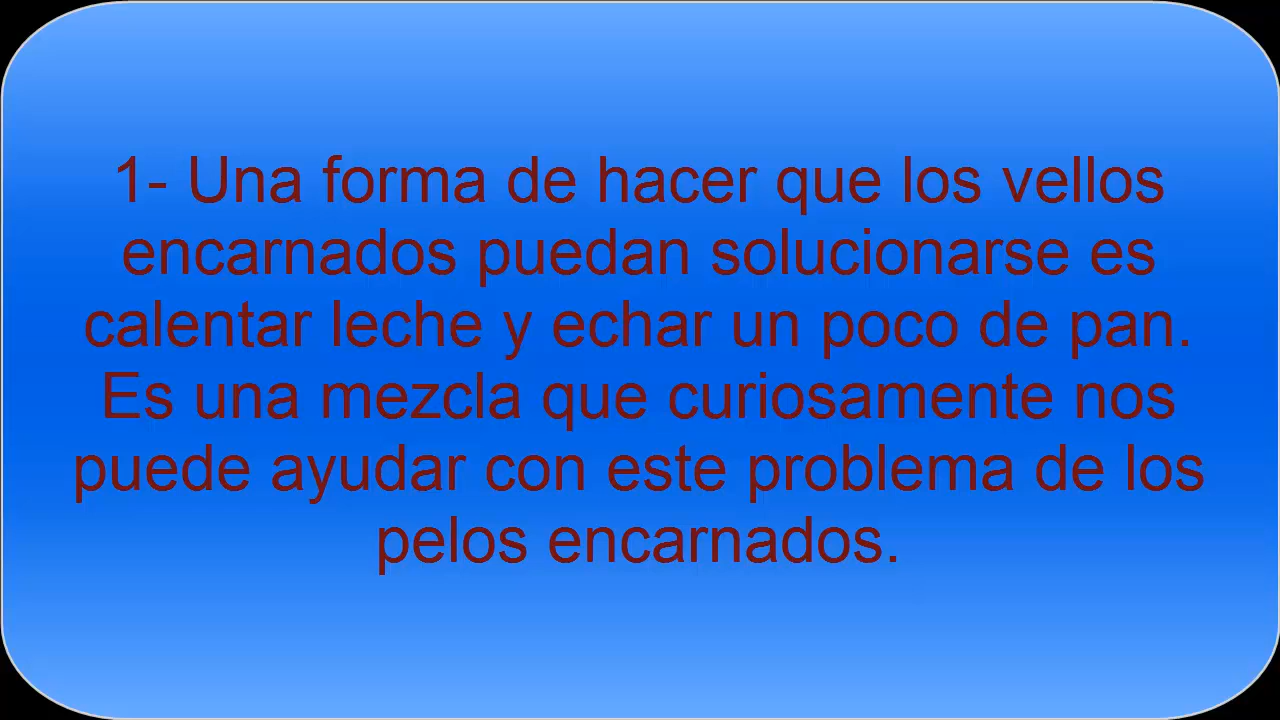 1- Una forma de hacer que los vellos
encarnados puedan solucionarse es
calentar leche y echar un poco de pan.
Es una mezcla que curiosamente nos
puede ayudar con este problema de los
pelos encarnados.